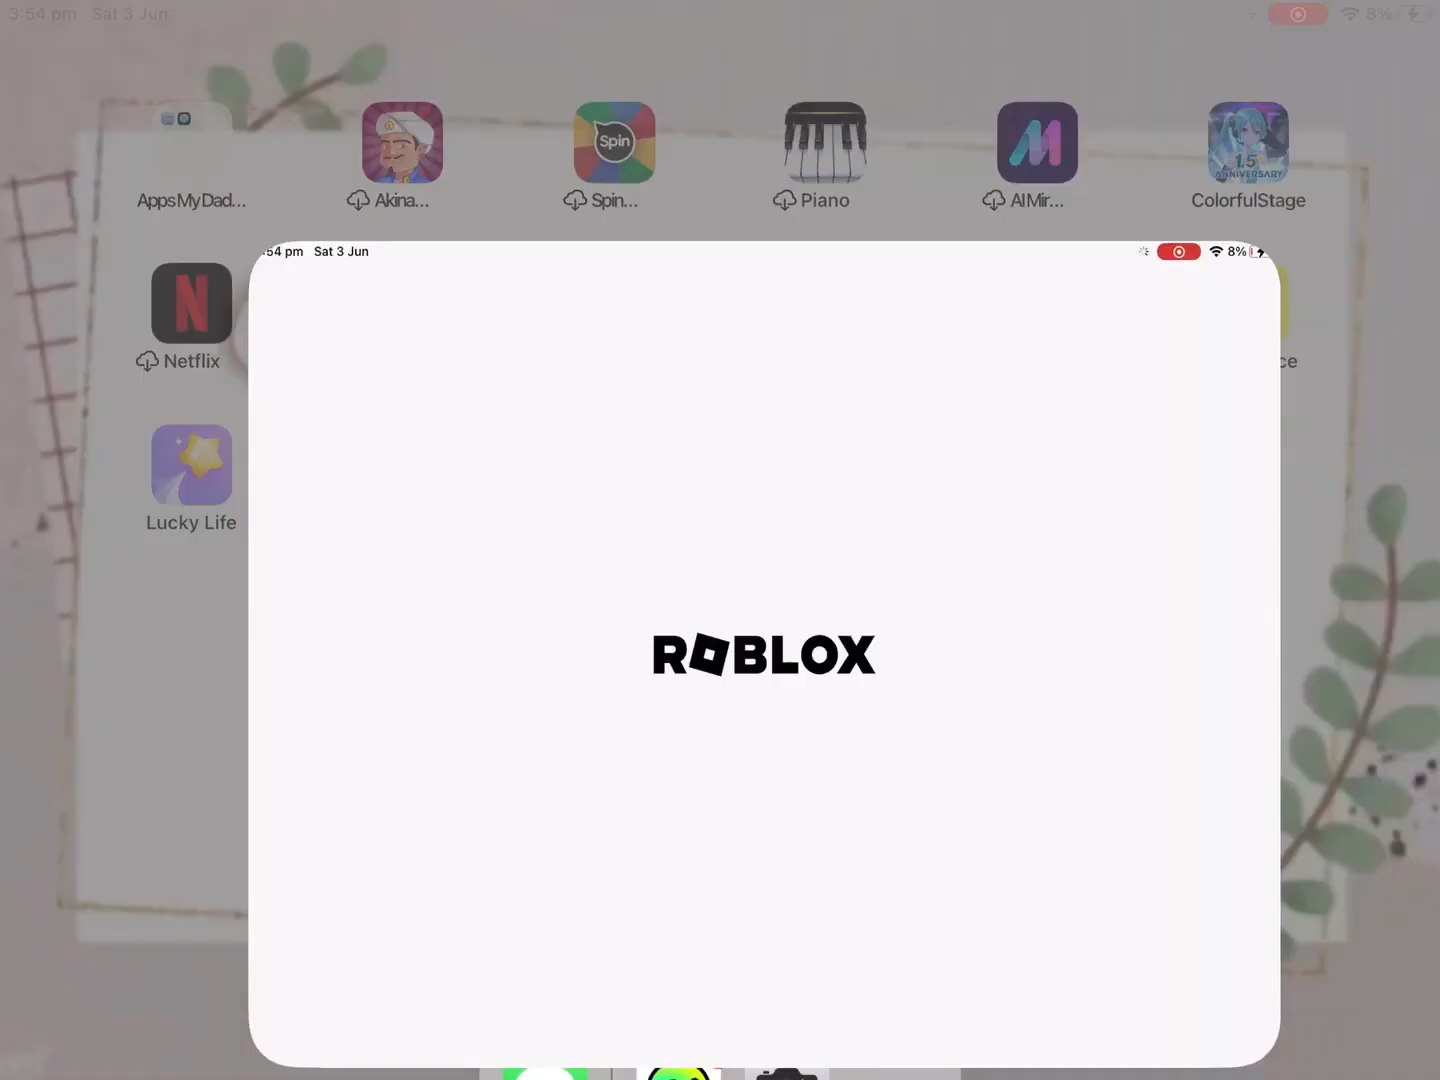 3:54 pm Sat 3 Jun
8%
Spin
1.5
ANNIVERSARY
AppsMyDad...
Akina...
Spin...
Piano
AIMir...
ColorfulStage
:54 pm Sat 3 Jun
8%
N
Netflix
ce
Lucky Life
ROBLOX